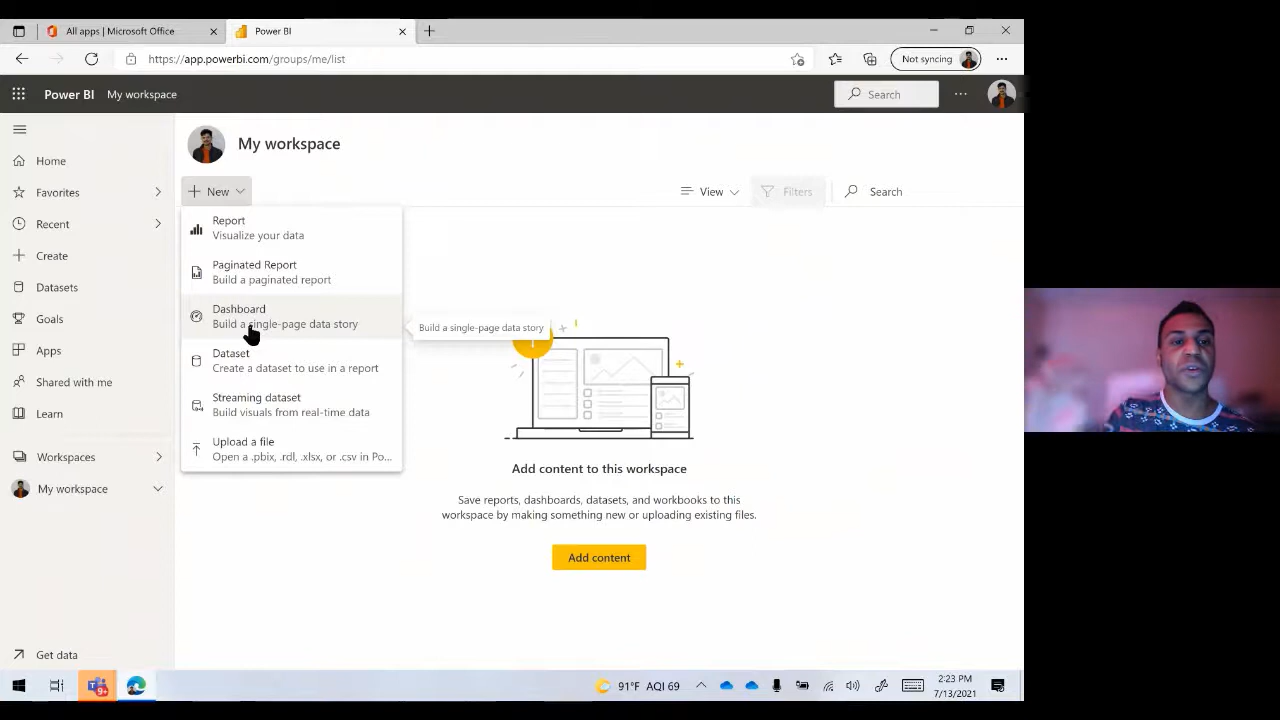 All apps | Microsoft Office
Power BI
https://app.powerbi.com/groups/me/list
Not syncing
Power BI
My workspace
Search
My workspace
Home
Favorites
Recent
Create
Datasets
Goals
Apps
Shared with me
Learn
Workspaces
My workspace
Get data
New
View
Filters
Search
Report
Visualize your data
Paginated Report
Build a paginated report
Dashboard
Build a single-page data story
Dataset
Create a dataset to use in a report
Streaming dataset
Build visuals from real-time data
Upload a file
Open a .pbix, .rdl, .xlsx, or .csv in Po...
Build a single-page data story
Add content to this workspace
Save reports, dashboards, datasets, and workbooks to this
workspace by making something new or uploading existing files.
Add content
9+
91°F AQI 69
2:23 PM
7/13/2021